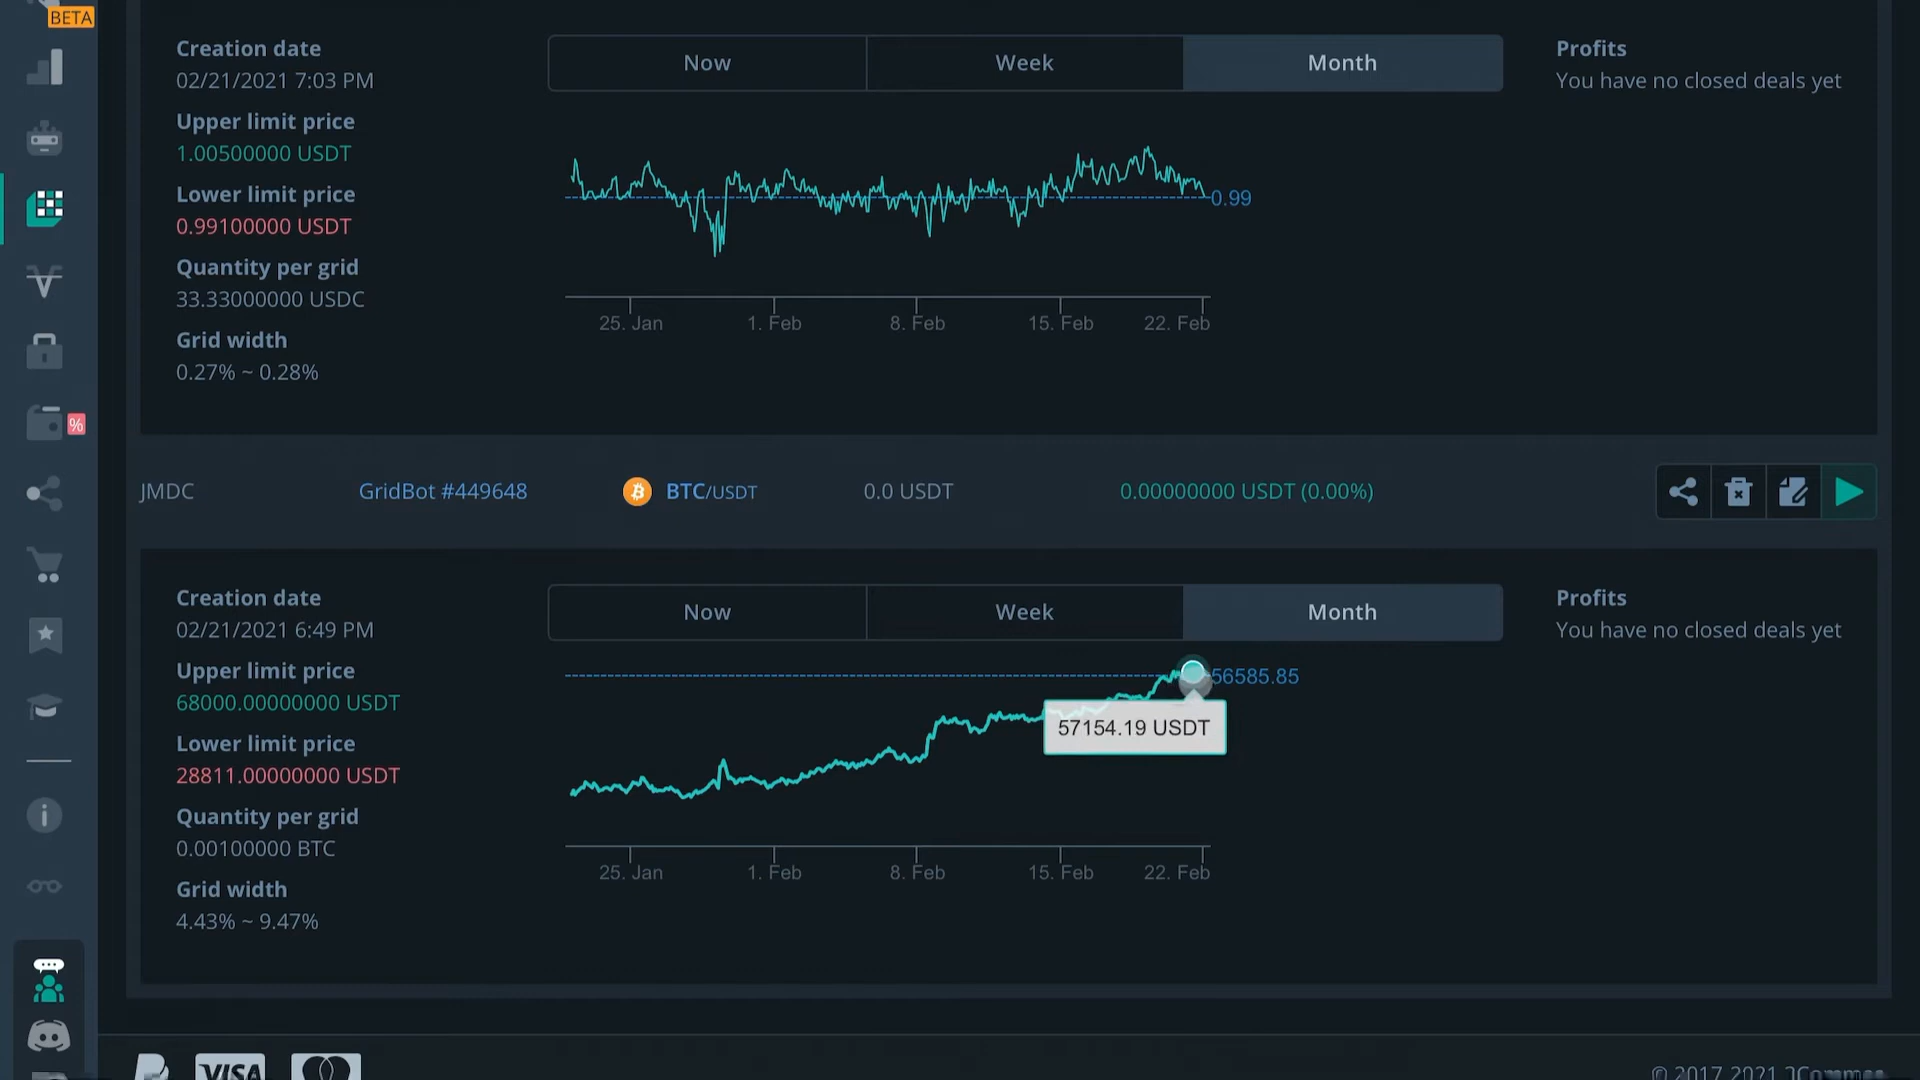 BETA
Creation date
02/21/2021 7:03 PM
Upper limit price
1.00500000 USDT
Lower limit price
0.99100000 USDT
Quantity per grid
33.33000000 USDC
Grid width
0.27% ~ 0.28%
Now Week Month
0.99
25. Jan 1. Feb 8. Feb 15. Feb 22. Feb
Profits
You have no closed deals yet
%
JMDC GridBot #449648 BTC/USDT 0.0 USDT 0.00000000 USDT (0.00%)
Creation date
02/21/2021 6:49 PM
Upper limit price
68000.00000000 USDT
Lower limit price
28811.00000000 USDT
Quantity per grid
0.00100000 BTC
Grid width
4.43% ~ 9.47%
Now Week Month
56585.85
57154.19 USDT
25. Jan 1. Feb 8. Feb 15. Feb 22. Feb
Profits
You have no closed deals yet
VISA
© 2017-2021 3Commas